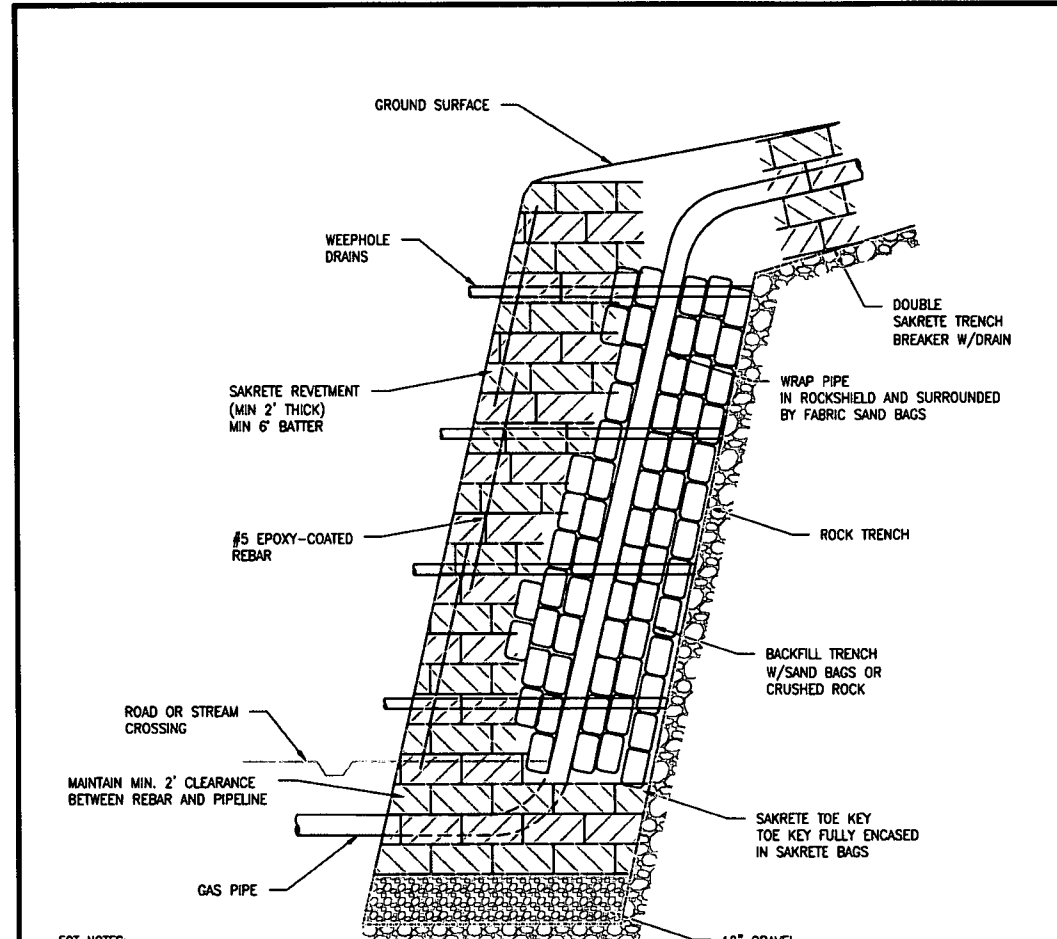 GROUND SURFACE
WEEPHOLE
DRAINS
DOUBLE
SAKRETE TRENCH
BREAKER W/DRAIN
WRAP PIPE
IN ROCKSHIELD AND SURROUNDED
BY FABRIC SAND BAGS
SAKRETE REVETMENT
(MIN 2' THICK)
MIN 6' BATTER
#5 EPOXY-COATED
REBAR
ROCK TRENCH
BACKFILL TRENCH
W/SAND BAGS OR
CRUSHED ROCK
ROAD OR STREAM
CROSSING
MAINTAIN MIN. 2' CLEARANCE
BETWEEN REBAR AND PIPELINE
SAKRETE TOE KEY
TOE KEY FULLY ENCASED
IN SAKRETE BAGS
GAS PIPE
NOTES
GRAVEL